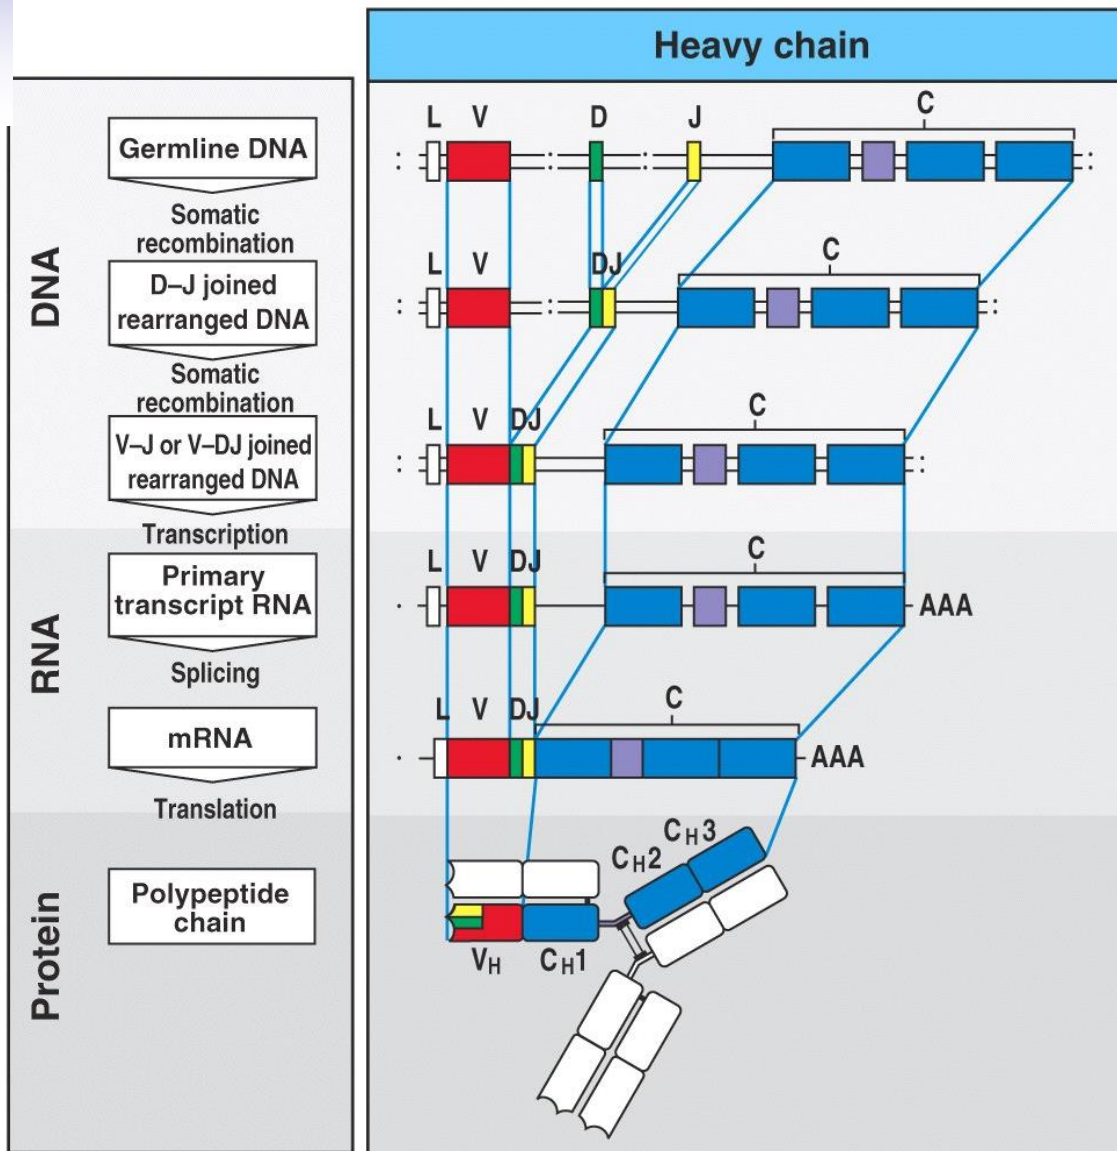 Heavy chain
DNA
Germline DNA
L V D J C
Somatic
recombination
D–J joined
rearranged DNA
L V DJ C
Somatic
recombination
V–J or V–DJ joined
rearranged DNA
L V DJ C
Transcription
RNA
Primary
transcript RNA
L V DJ C
AAA
Splicing
mRNA
L V DJ C
AAA
Translation
Protein
Polypeptide
chain
CH3
CH2
VH CH1